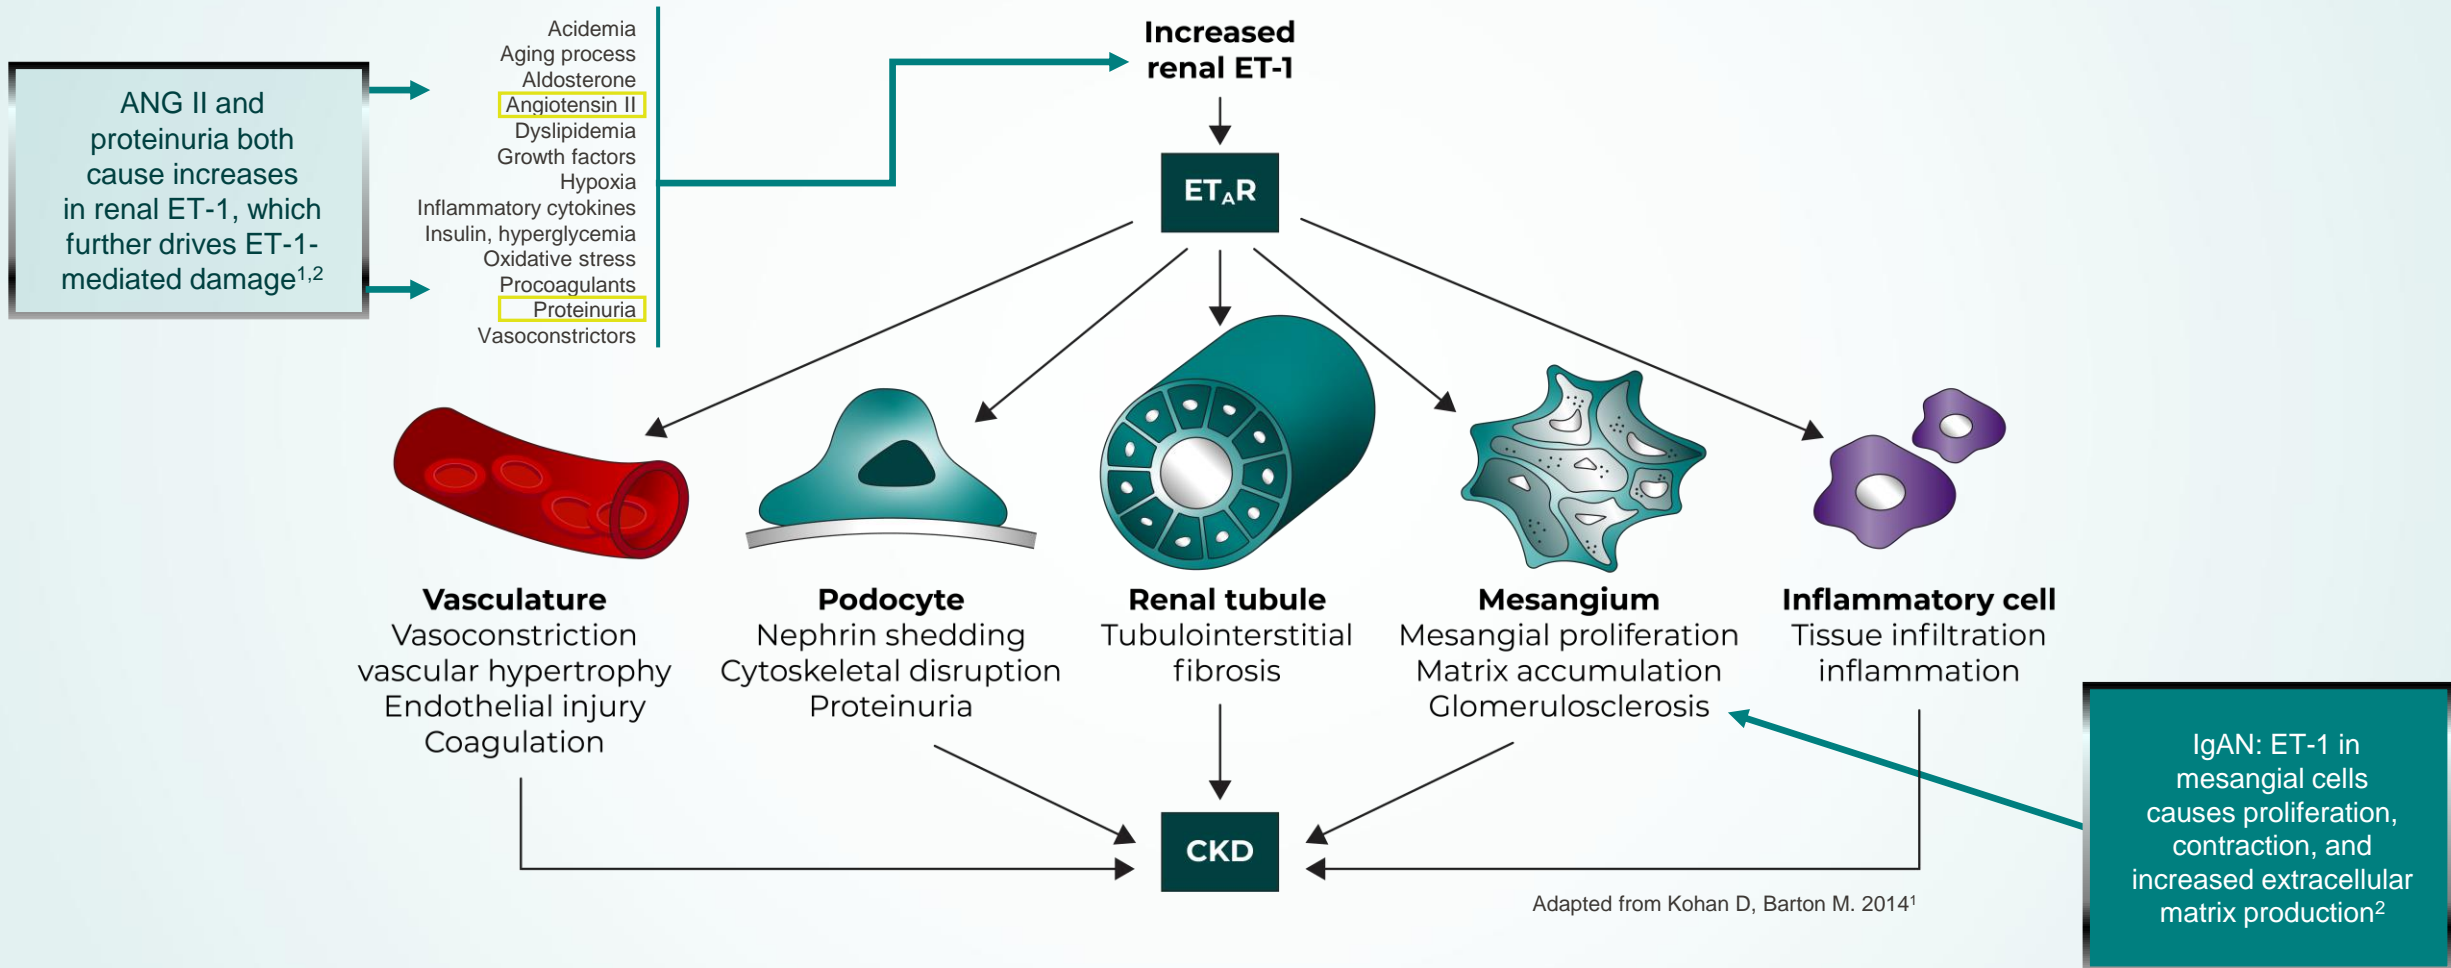 ANG II and
proteinuria both
cause increases
in renal ET-1, which
further drives ET-1-
mediated damage1,2
Acidemia
Aging process
Aldosterone
Angiotensin II
Dyslipidemia
Growth factors
Hypoxia
Inflammatory cytokines
Insulin, hyperglycemia
Oxidative stress
Procoagulants
Proteinuria
Vasoconstrictors
Increased
renal ET-1
ETAR
Vasculature
Vasoconstriction
vascular hypertrophy
Endothelial injury
Coagulation
Podocyte
Nephrin shedding
Cytoskeletal disruption
Proteinuria
Renal tubule
Tubulointerstitial
fibrosis
Mesangium
Mesangial proliferation
Matrix accumulation
Glomerulosclerosis
Inflammatory cell
Tissue infiltration
inflammation
CKD
IgAN: ET-1 in
mesangial cells
causes proliferation,
contraction, and
increased extracellular
matrix production2
Adapted from Kohan D, Barton M. 20141